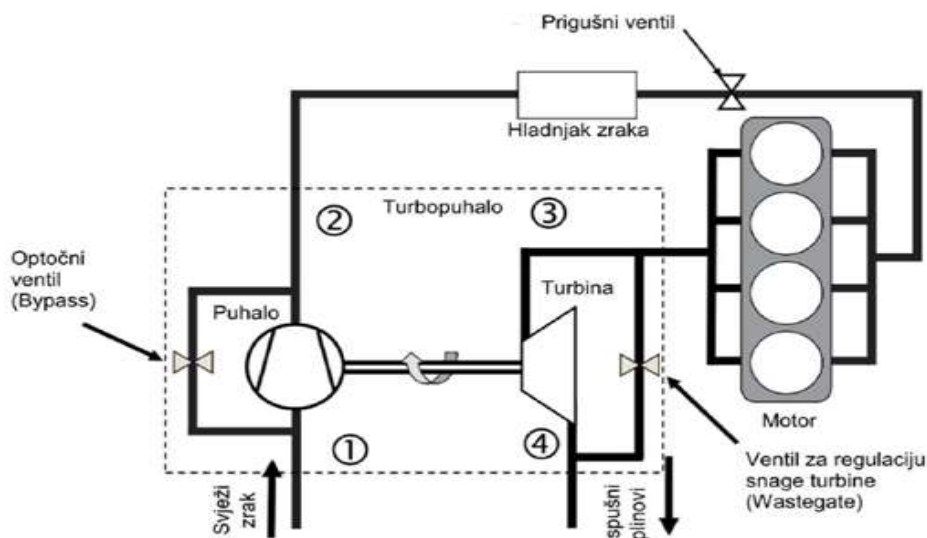 Prigušni ventil
Hladnjak zraka
②
Turbopuhalo
③
Optočni
ventil
(Bypass)
Puhalo
Turbina
Motor
①
④
Ventil za regulaciju
snage turbine
(Wastegate)
Svježi
zrak
spušni
plinovi